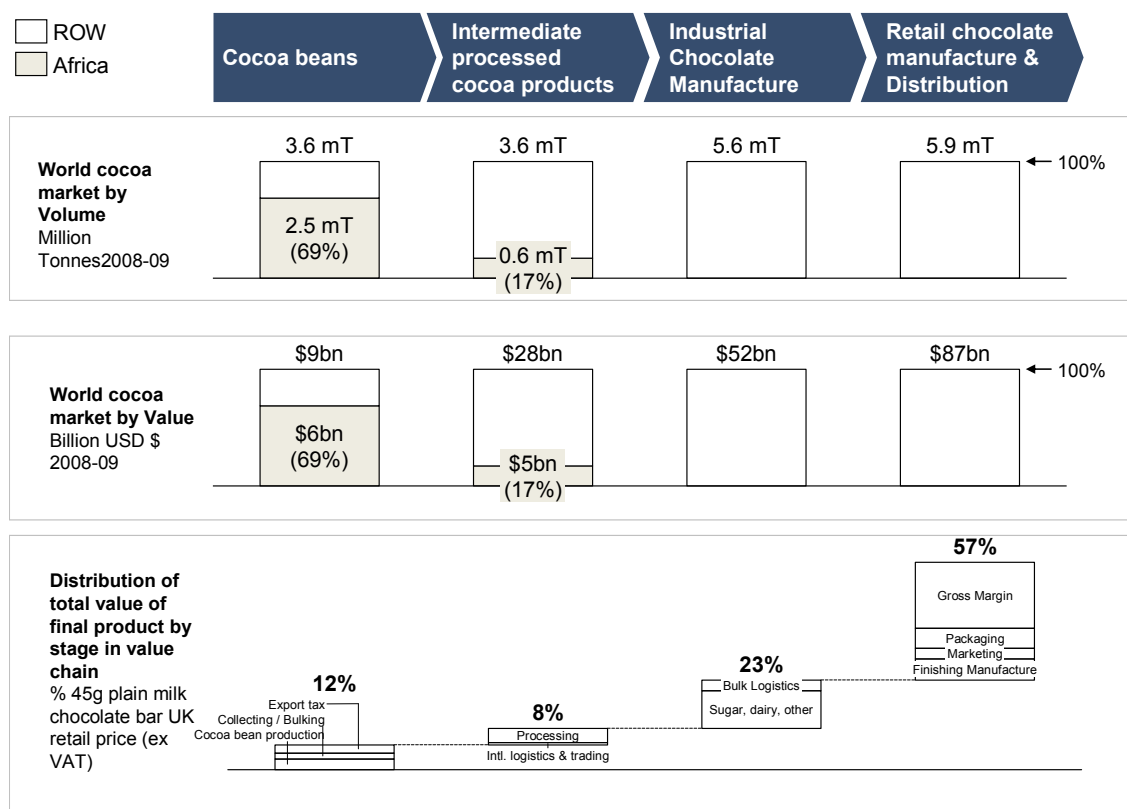 ROW
Africa
Cocoa beans
Intermediate
processed
cocoa products
Industrial
Chocolate
Manufacture
Retail chocolate
manufacture &
Distribution
World cocoa
market by
Volume
Million
Tonnes2008-09
3.6 mT
2.5 mT
(69%)
3.6 mT
0.6 mT
(17%)
5.6 mT
5.9 mT
100%
World cocoa
market by Value
Billion USD $
2008-09
$9bn
$6bn
(69%)
$28bn
$5bn
(17%)
$52bn
$87bn
100%
Distribution of
total value of
final product by
stage in value
chain
% 45g plain milk
chocolate bar UK
retail price (ex
VAT)
12%
Export tax
Collecting / Bulking
Cocoa bean production
8%
Processing
Intl. logistics & trading
23%
Bulk Logistics
Sugar, dairy, other
57%
Gross Margin
Packaging
Marketing
Finishing Manufacture